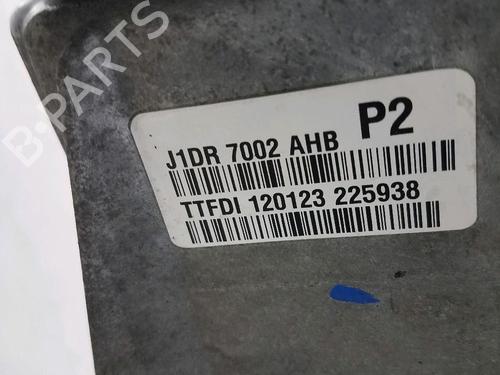 B-PARTS
P2
J1DR 7002 AHB
TTFDI 120123 225938